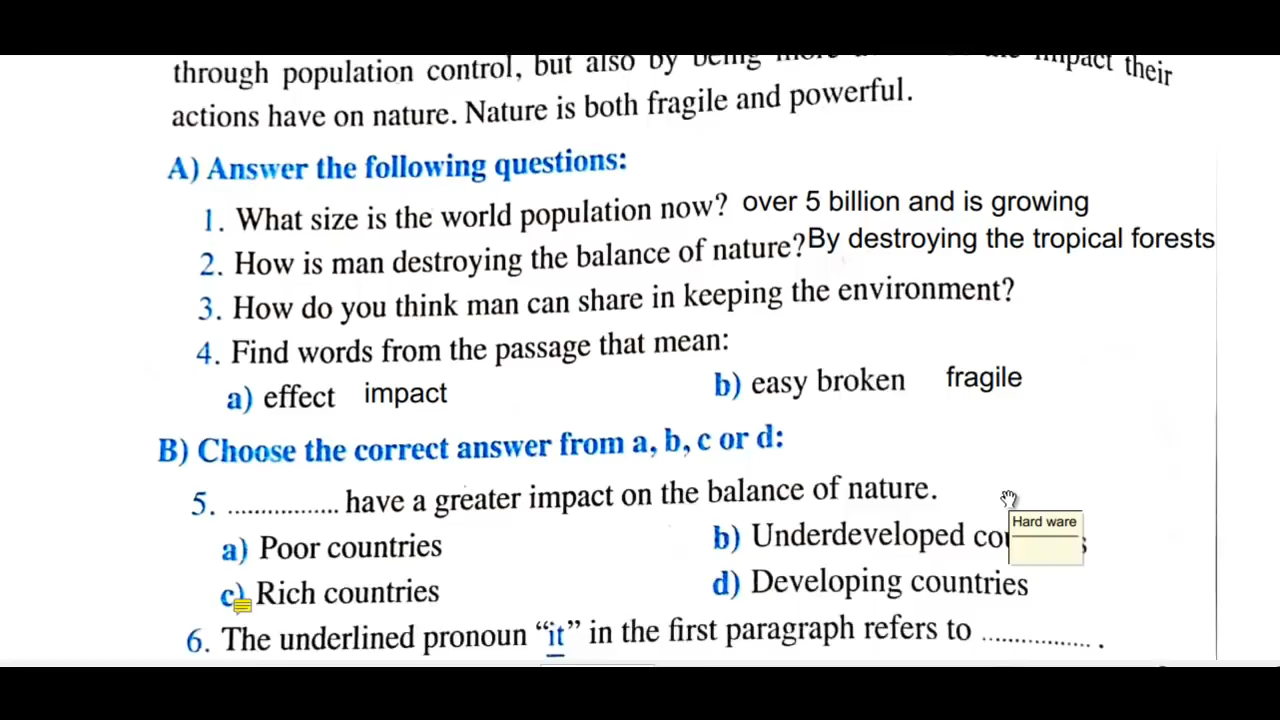 through population control, but also by being more impact their
actions have on nature. Nature is both fragile and powerful.
A) Answer the following questions:
1. What size is the world population now? over 5 billion and is growing
2. How is man destroying the balance of nature? By destroying the tropical forests
3. How do you think man can share in keeping the environment?
4. Find words from the passage that mean:
a) effect impact b) easy broken fragile
B) Choose the correct answer from a, b, c or d:
5. ................. have a greater impact on the balance of nature.
Hard ware
a) Poor countries b) Underdeveloped
c) Rich countries d) Developing countries
6. The underlined pronoun “it” in the first paragraph refers to ................ .